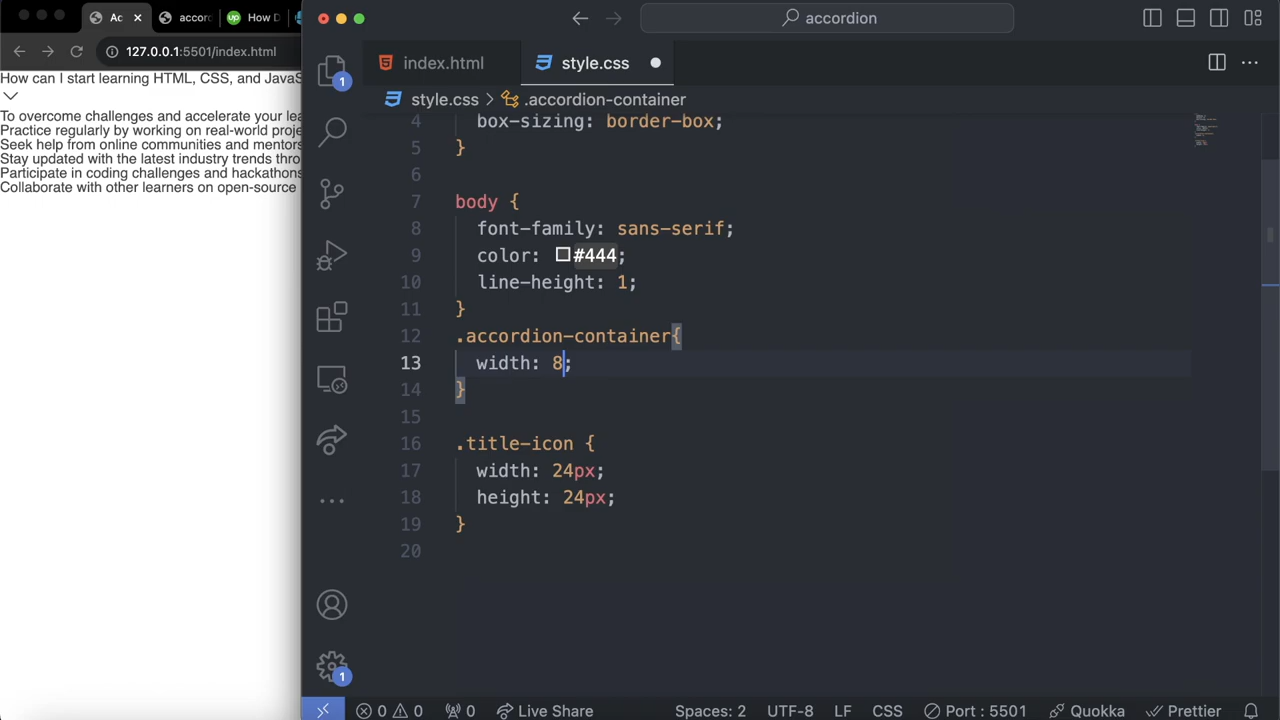 Ac
accord
How D
127.0.0.1:5501/index.html
How can I start learning HTML, CSS, and JavaS
To overcome challenges and accelerate your lea
Practice regularly by working on real-world proje
Seek help from online communities and mentors
Stay updated with the latest industry trends thro
Participate in coding challenges and hackathons
Collaborate with other learners on open-source
accordion
index.html
style.css
style.css > .accordion-container
4 box-sizing: border-box;
5 }
6
7 body {
8 font-family: sans-serif;
9 color: #444;
10 line-height: 1;
11 }
12 .accordion-container{
13 width: 8;
14 }
15
16 .title-icon {
17 width: 24px;
18 height: 24px;
19 }
20
1
1
0 0 0 Live Share Spaces: 2 UTF-8 LF CSS Port : 5501 Quokka Prettier